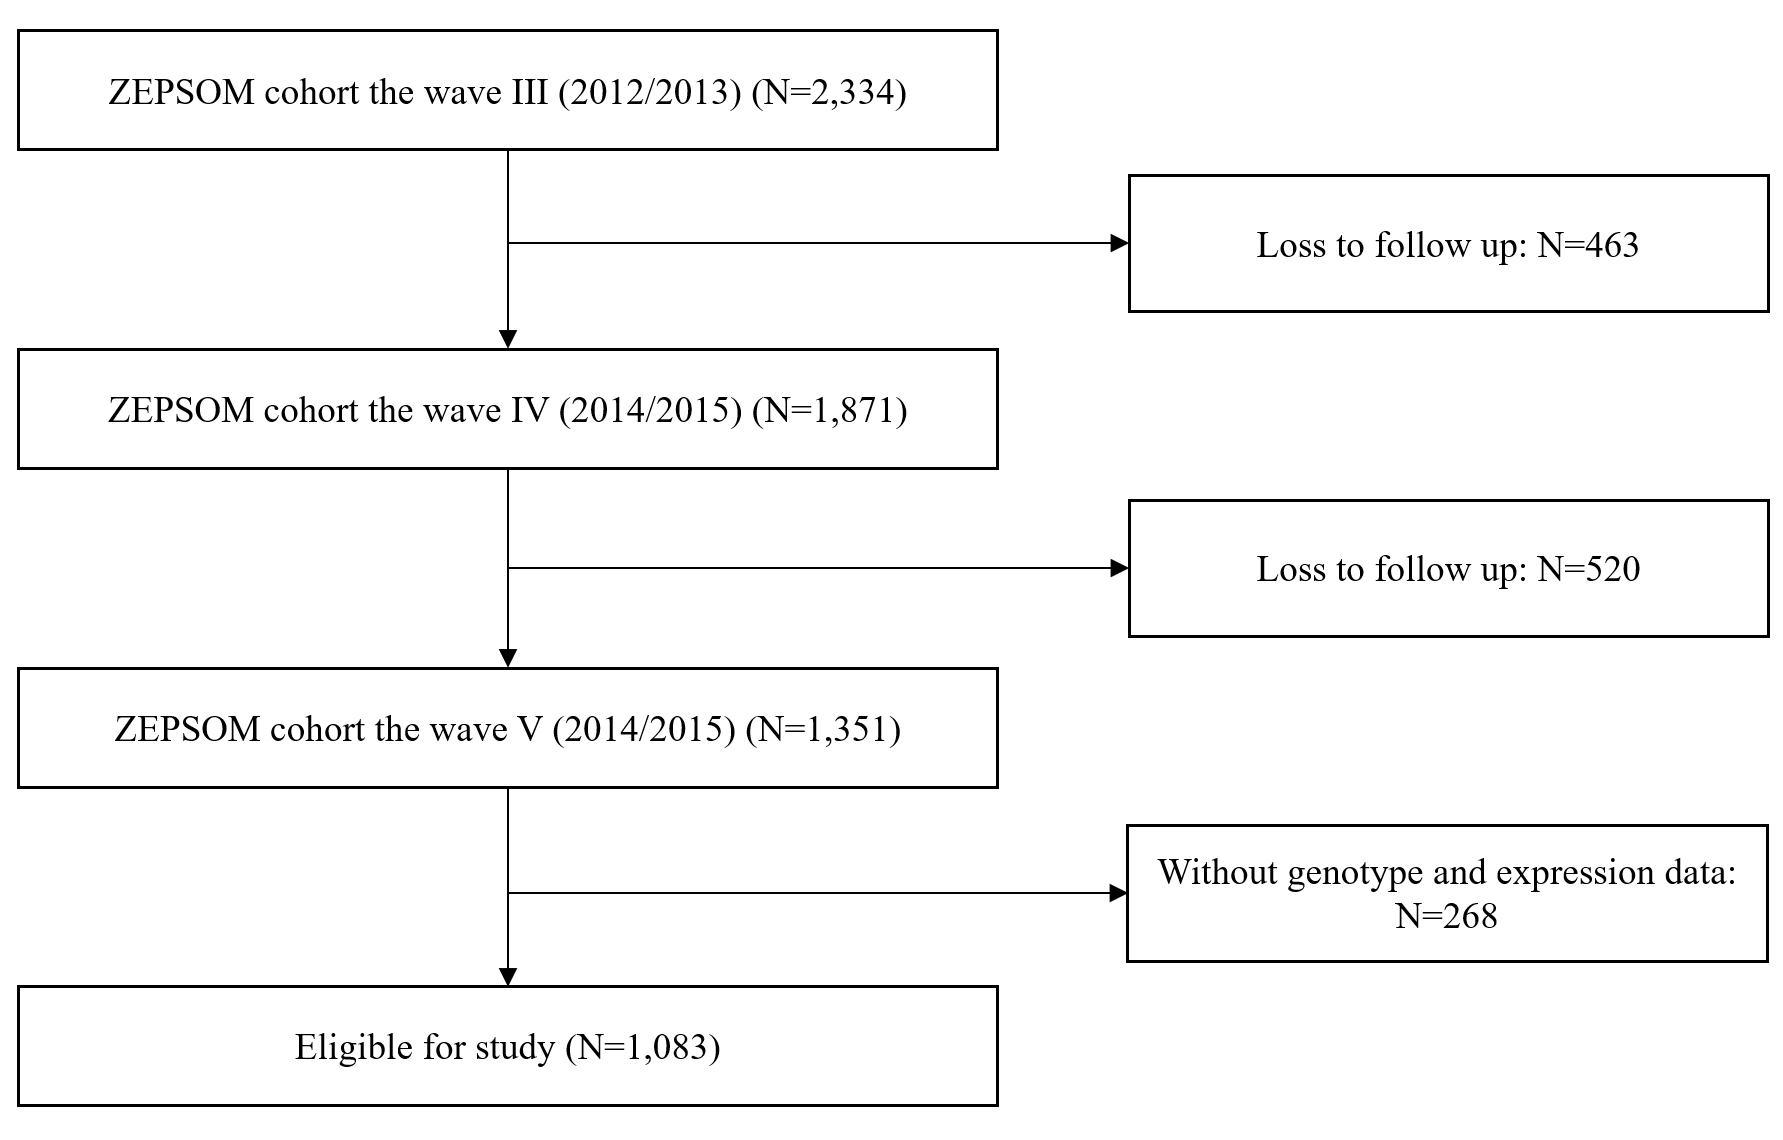 ZEPSOM cohort the wave III (2012/2013) (N=2,334)
Loss to follow up: N=463
ZEPSOM cohort the wave IV (2014/2015) (N=1,871)
Loss to follow up: N=520
ZEPSOM cohort the wave V (2014/2015) (N=1,351)
Without genotype and expression data:
N=268
Eligible for study (N=1,083)